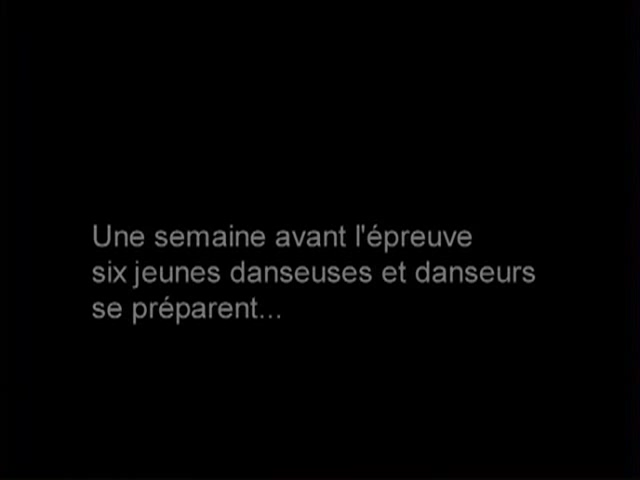 Une semaine avant l'épreuve
six jeunes danseuses et danseurs
se préparent...